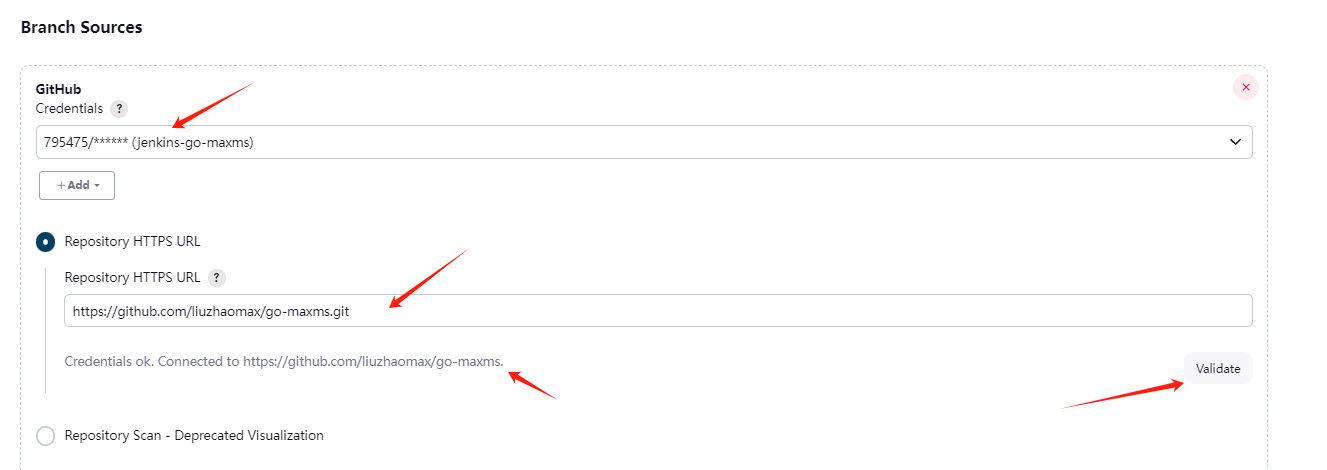 Branch Sources
GitHub
Credentials ?
795475/****** (jenkins-go-maxms)
+ Add
Repository HTTPS URL
Repository HTTPS URL ?
https://github.com/liuzhaomax/go-maxms.git
Credentials ok. Connected to https://github.com/liuzhaomax/go-maxms.
Validate
Repository Scan - Deprecated Visualization